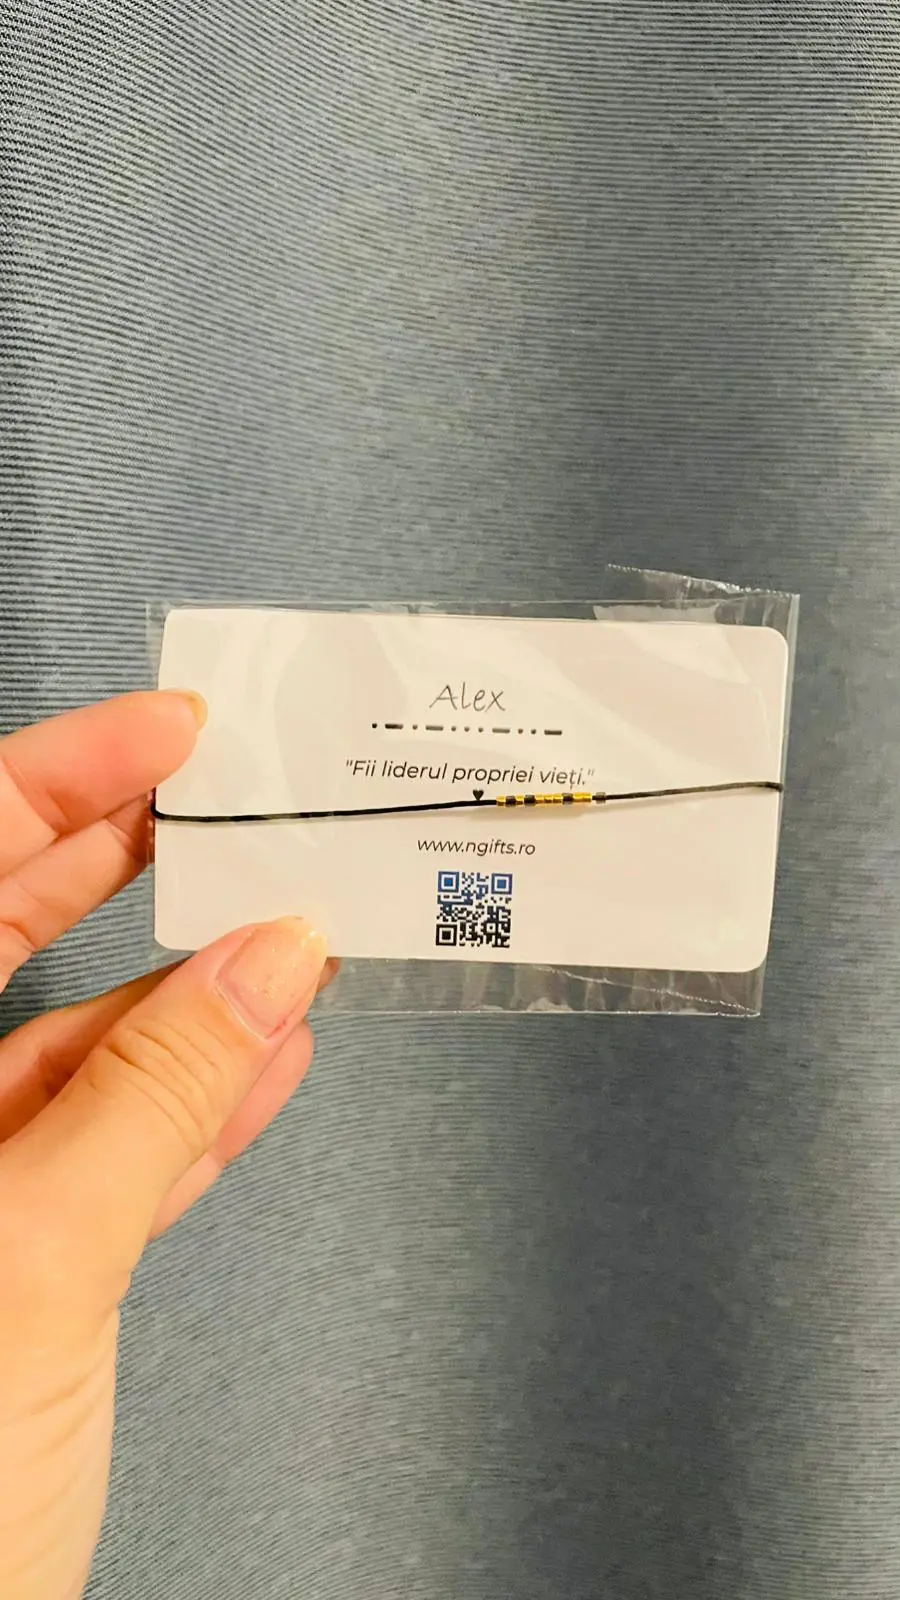 Alex
"Fii liderul propriei vieți."
www.ngifts.ro